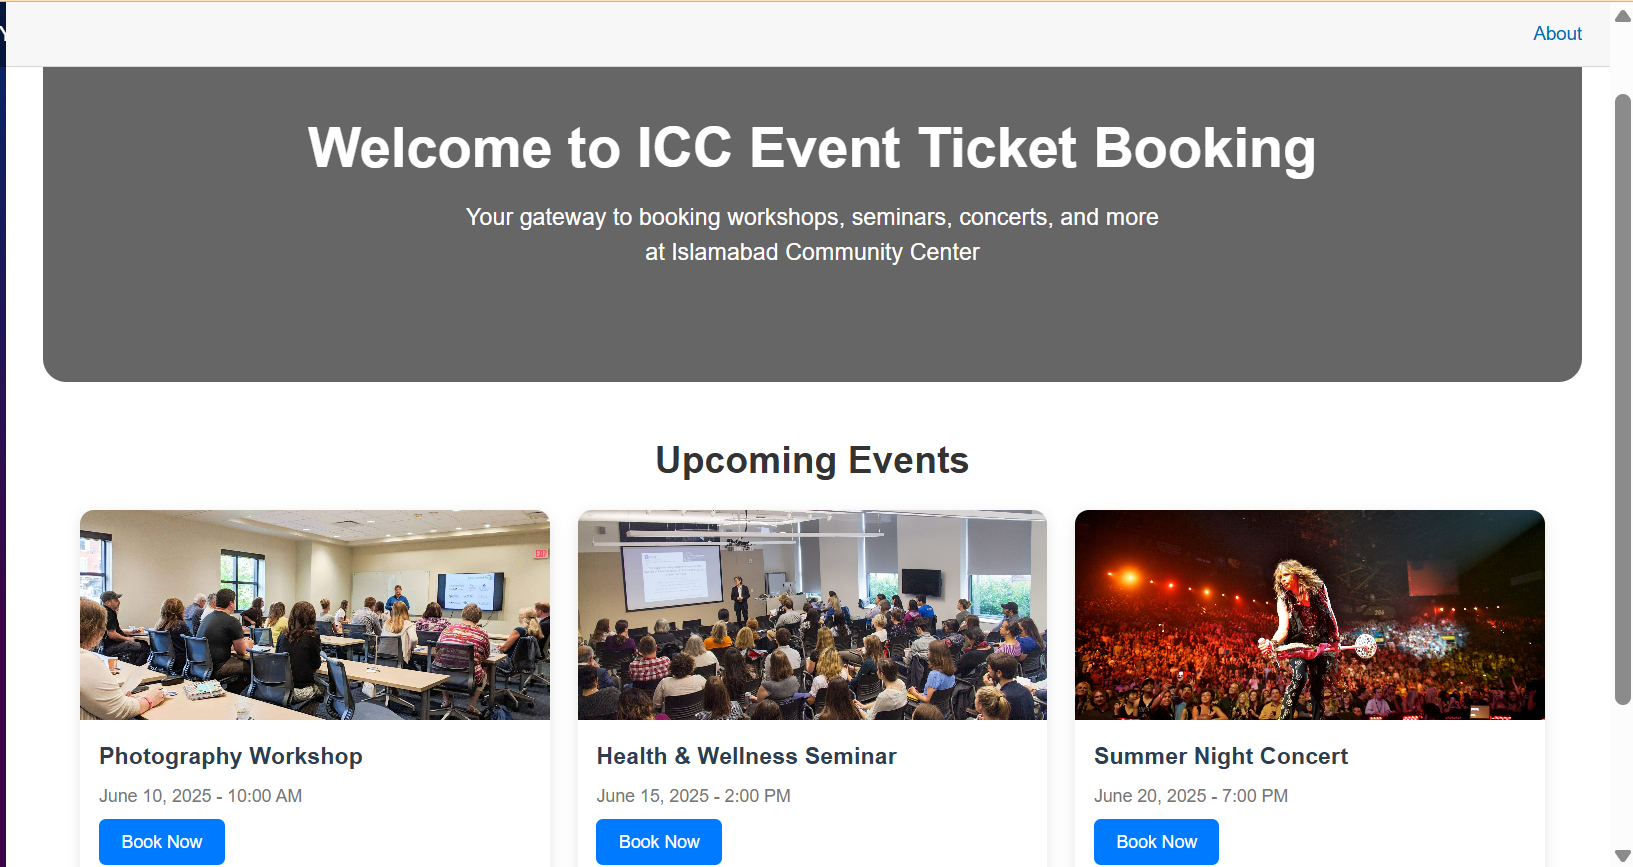 About
Welcome to ICC Event Ticket Booking
Your gateway to booking workshops, seminars, concerts, and more
at Islamabad Community Center
Upcoming Events
EXIT
Photography Workshop
June 10, 2025 - 10:00 AM
Book Now
Health & Wellness Seminar
June 15, 2025 - 2:00 PM
Book Now
Summer Night Concert
June 20, 2025 - 7:00 PM
Book Now